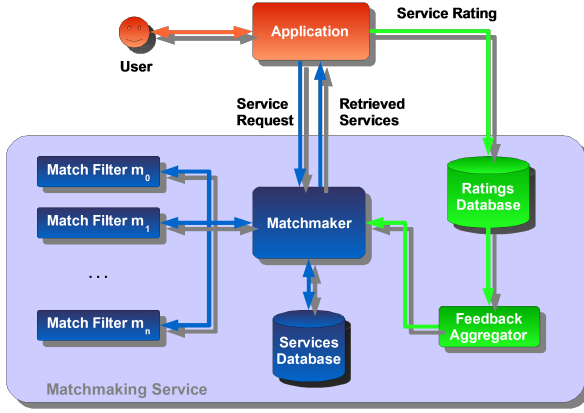 Service Rating
Application
User
Service
Request
Retrieved
Services
Match Filter m0
Ratings
Database
Match Filter m1
Matchmaker
...
Match Filter mn
Services
Database
Feedback
Aggregator
Matchmaking Service